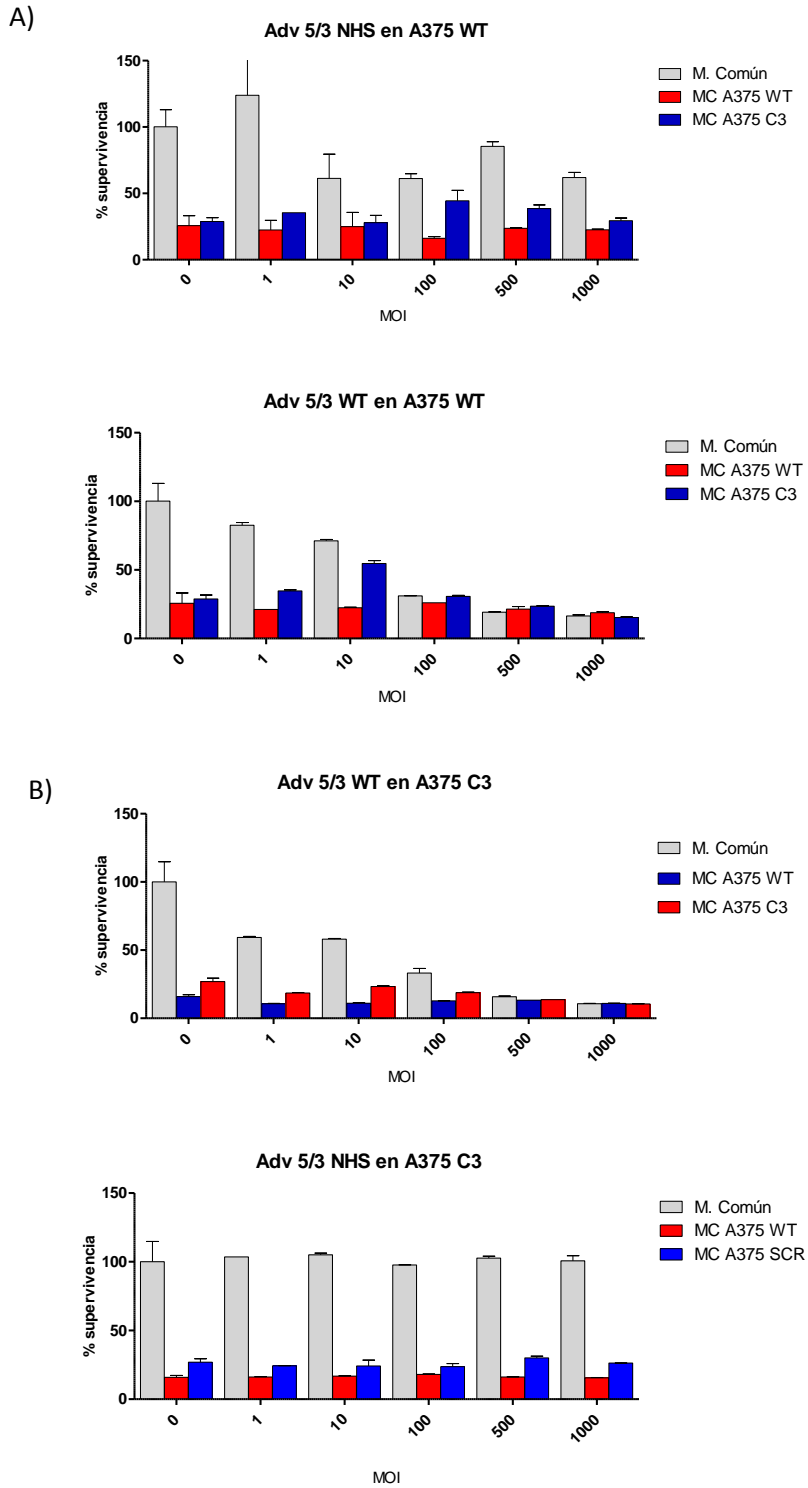 A)
Adv 5/3 NHS en A375 WT
150
100
50
0
% supervivencia
0 1 10 100 500 1000
MOI
M. Común
MC A375 WT
MC A375 C3
Adv 5/3 WT en A375 WT
150
100
50
0
% supervivencia
0 1 10 100 500 1000
MOI
M. Común
MC A375 WT
MC A375 C3
B)
Adv 5/3 WT en A375 C3
150
100
50
0
% supervivencia
0 1 10 100 500 1000
MOI
M. Común
MC A375 WT
MC A375 C3
Adv 5/3 NHS en A375 C3
150
100
50
0
% supervivencia
0 1 10 100 500 1000
MOI
M. Común
MC A375 WT
MC A375 SCR